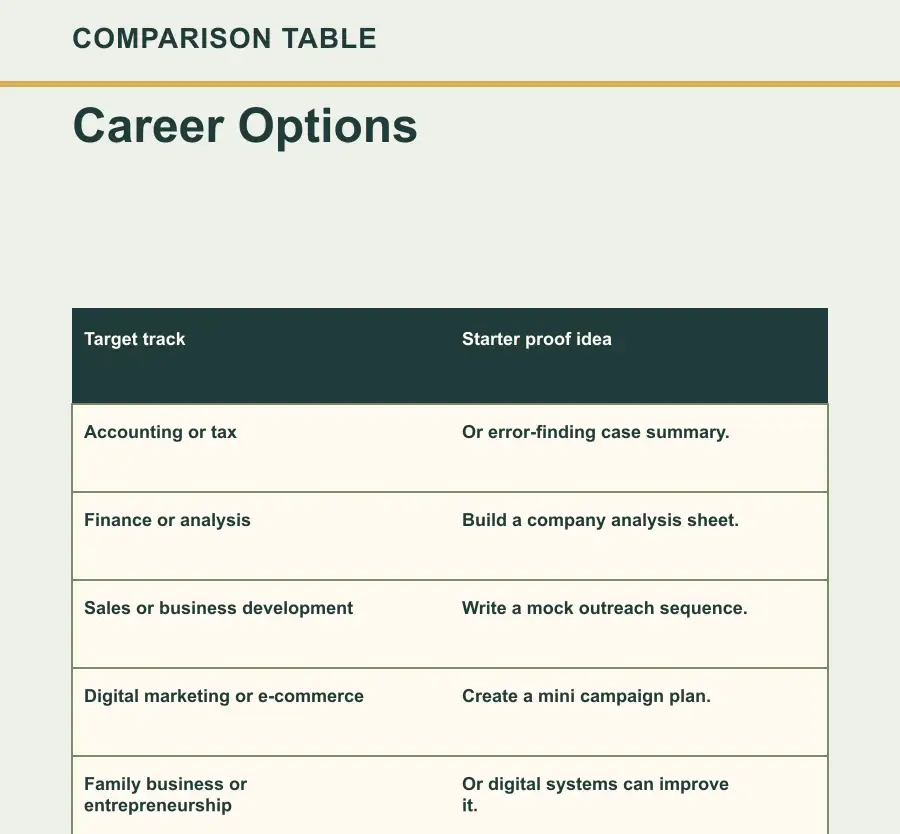 COMPARISON TABLE
Career Options
Target track Starter proof idea
Accounting or tax Or error-finding case summary.
Finance or analysis Build a company analysis sheet.
Sales or business development Write a mock outreach sequence.
Digital marketing or e-commerce Create a mini campaign plan.
Family business or Or digital systems can improve
entrepreneurship it.